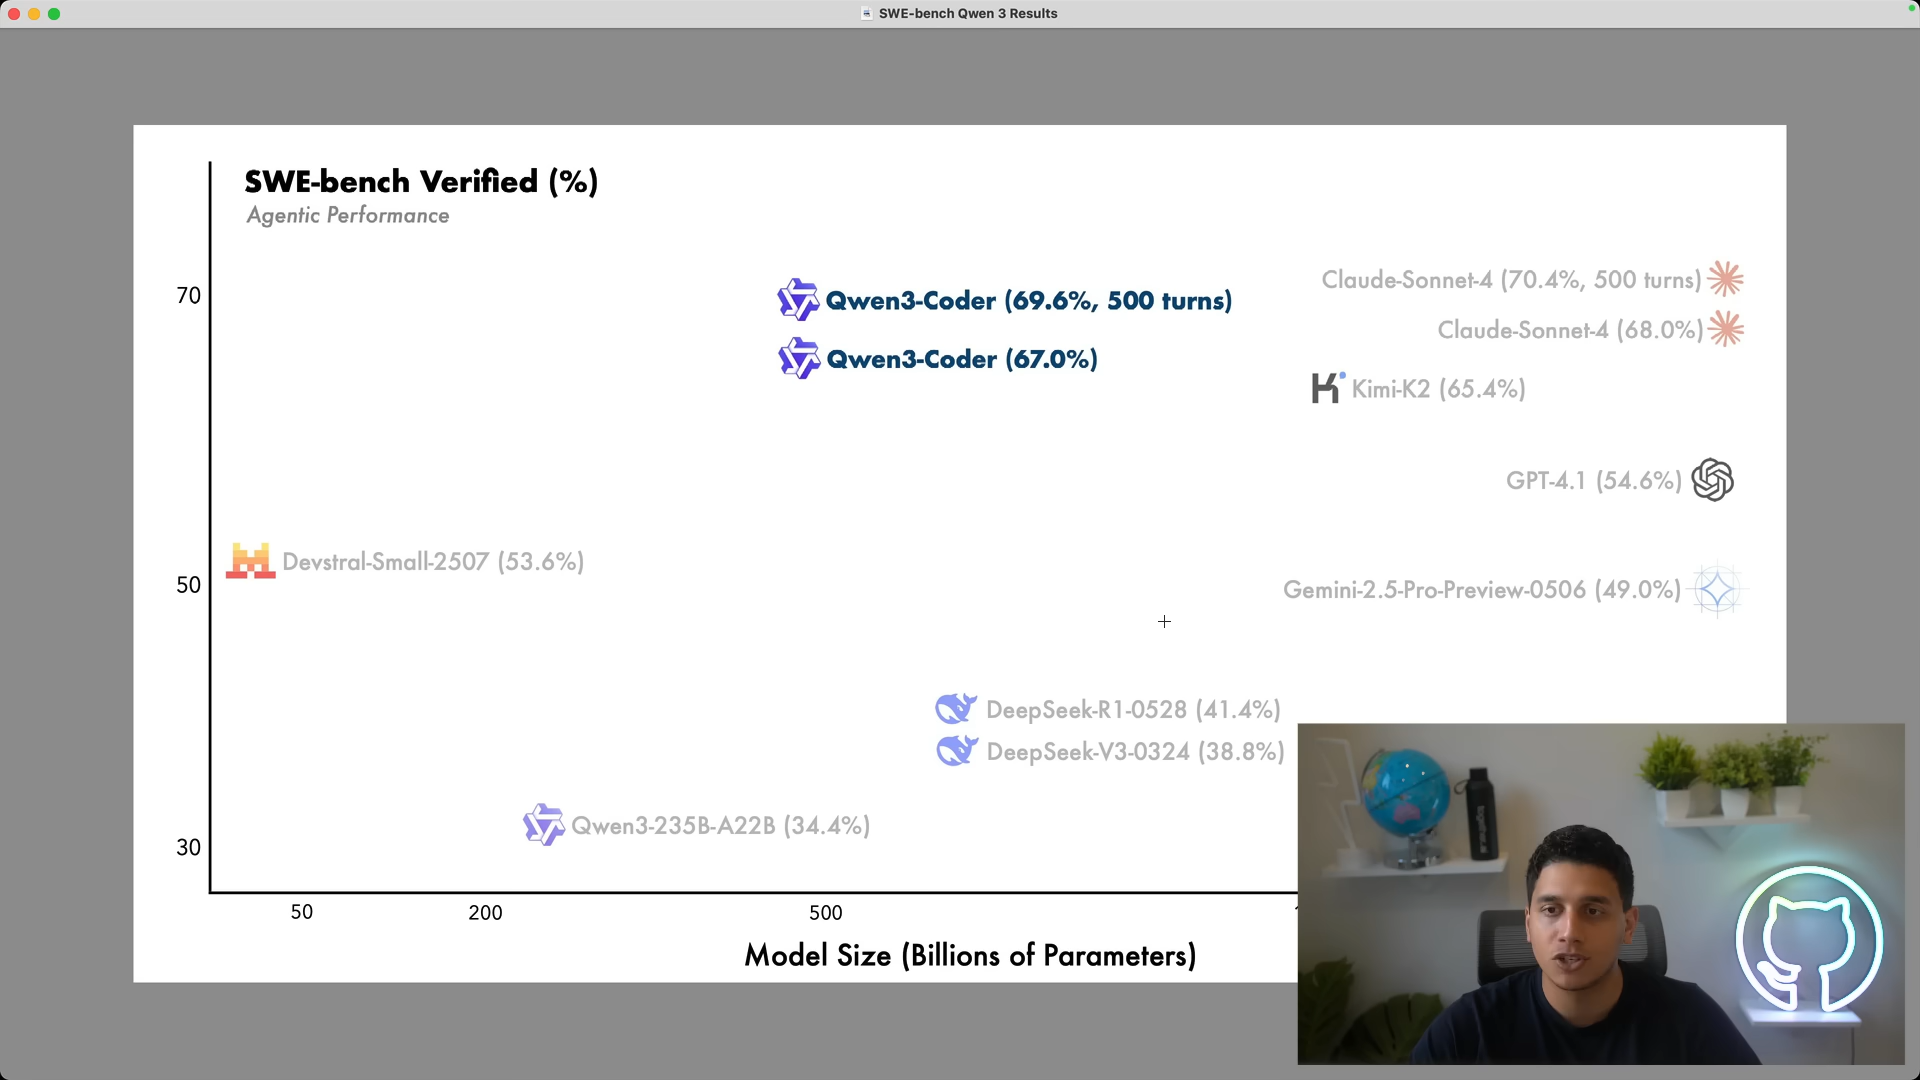 SWE-bench Qwen 3 Results
SWE-bench Verified (%)
Agentic Performance
70
50
30
Qwen3-Coder (69.6%, 500 turns)
Qwen3-Coder (67.0%)
Claude-Sonnet-4 (70.4%, 500 turns)
Claude-Sonnet-4 (68.0%)
Kimi-K2 (65.4%)
GPT-4.1 (54.6%)
Devstral-Small-2507 (53.6%)
Gemini-2.5-Pro-Preview-0506 (49.0%)
DeepSeek-R1-0528 (41.4%)
DeepSeek-V3-0324 (38.8%)
Qwen3-235B-A22B (34.4%)
50
200
500
Model Size (Billions of Parameters)